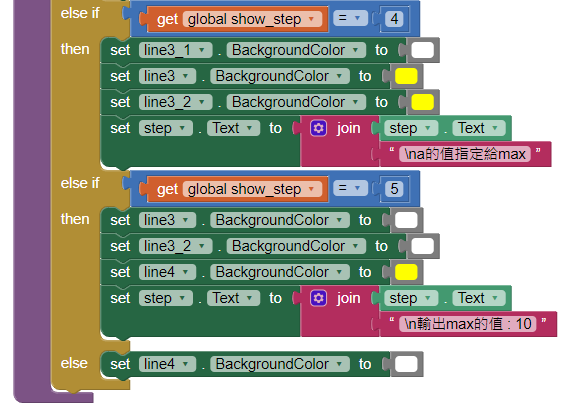 else if get global show_step = 4
then set line3_1 . BackgroundColor to
set line3 . BackgroundColor to
set line3_2 . BackgroundColor to
set step . Text to join step . Text
“ \na的值指定給max ”
else if get global show_step = 5
then set line3 . BackgroundColor to
set line3_2 . BackgroundColor to
set line4 . BackgroundColor to
set step . Text to join step . Text
“ \n輸出max的值 : 10 ”
else set line4 . BackgroundColor to